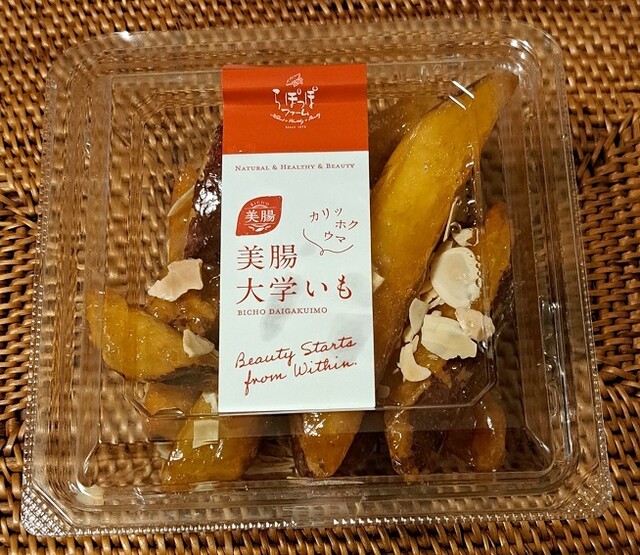 らぽっぽ
ファーム
Since
NATURAL & HEALTHY & BEAUTY
BICHO
美腸
カリッ
ホク
ウマ
美腸
大学いも
BICHO DAIGAKUIMO
Beauty Starts
from Within.